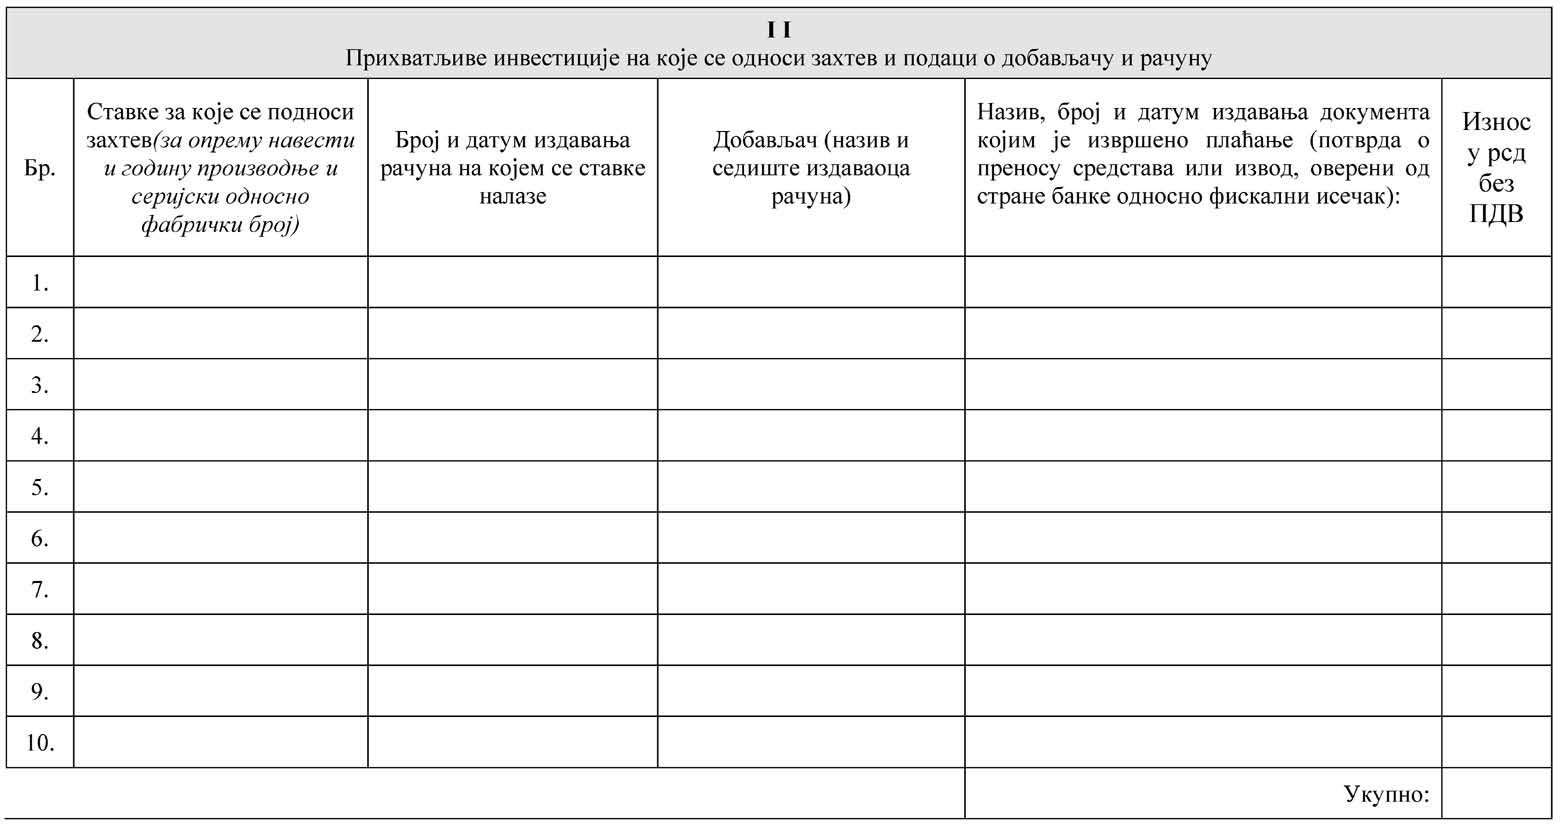 I I
Прихватљиве инвестиције на које се односи захтев и подаци о добављачу и рачуну
Бр.
Ставке за које се подноси
захтев(за опрему навести
и годину производње и
серијски односно
фабрички број)
Број и датум издавања
рачуна на којем се ставке
налазе
Добављач (назив и
седиште издаваоца
рачуна)
Назив, број и датум издавања документа
којим је извршено плаћање (потврда о
преносу средстава или извод, оверени од
стране банке односно фискални исечак):
Износ
у рсд
без
ПДВ
1.
2.
3.
4.
5.
6.
7.
8.
9.
10.
Укупно: